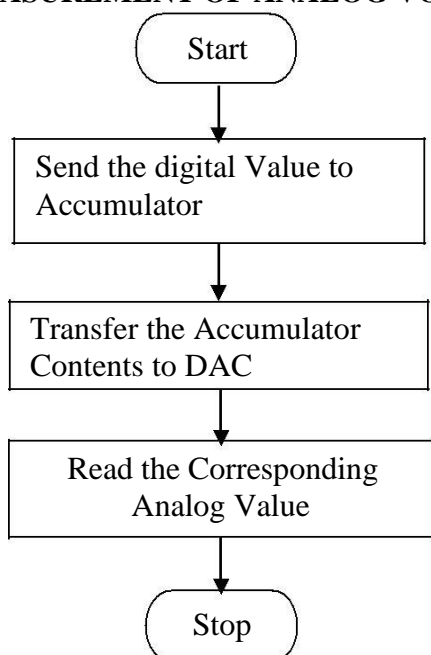 Start
Send the digital Value to
Accumulator
Transfer the Accumulator
Contents to DAC
Read the Corresponding
Analog Value
Stop